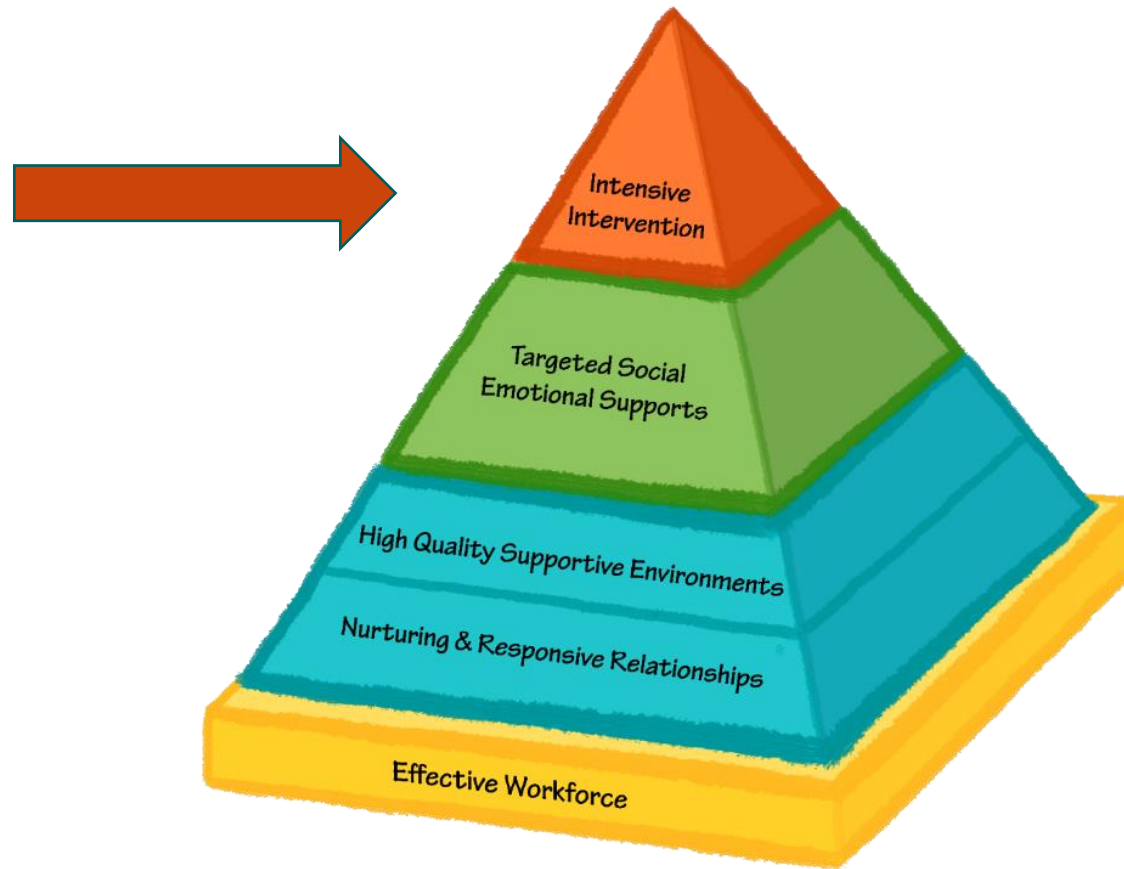 Intensive
Intervention
Targeted Social
Emotional Supports
High Quality Supportive Environments
Nurturing & Responsive Relationships
Effective Workforce